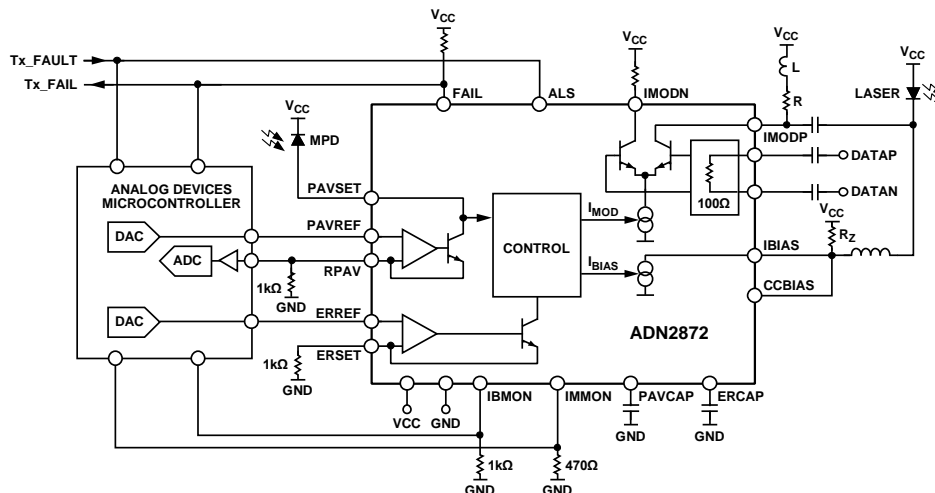 VCC
Tx_FAULT
Tx_FAIL
VCC
VCC
L
R
VCC
LASER
FAIL
ALS
IMODN
VCC
MPD
IMODP
DATAP
DATAN
100Ω
ANALOG DEVICES
MICROCONTROLLER
PAVSET
DAC
PAVREF
ADC
RPAV
1kΩ
GND
CONTROL
IMOD
IBIAS
VCC
RZ
IBIAS
CCBIAS
DAC
ERREF
ERSET
1kΩ
GND
ADN2872
VCC
GND
IBMON
IMMON
PAVCAP
ERCAP
GND
GND
1kΩ
GND
470Ω
GND